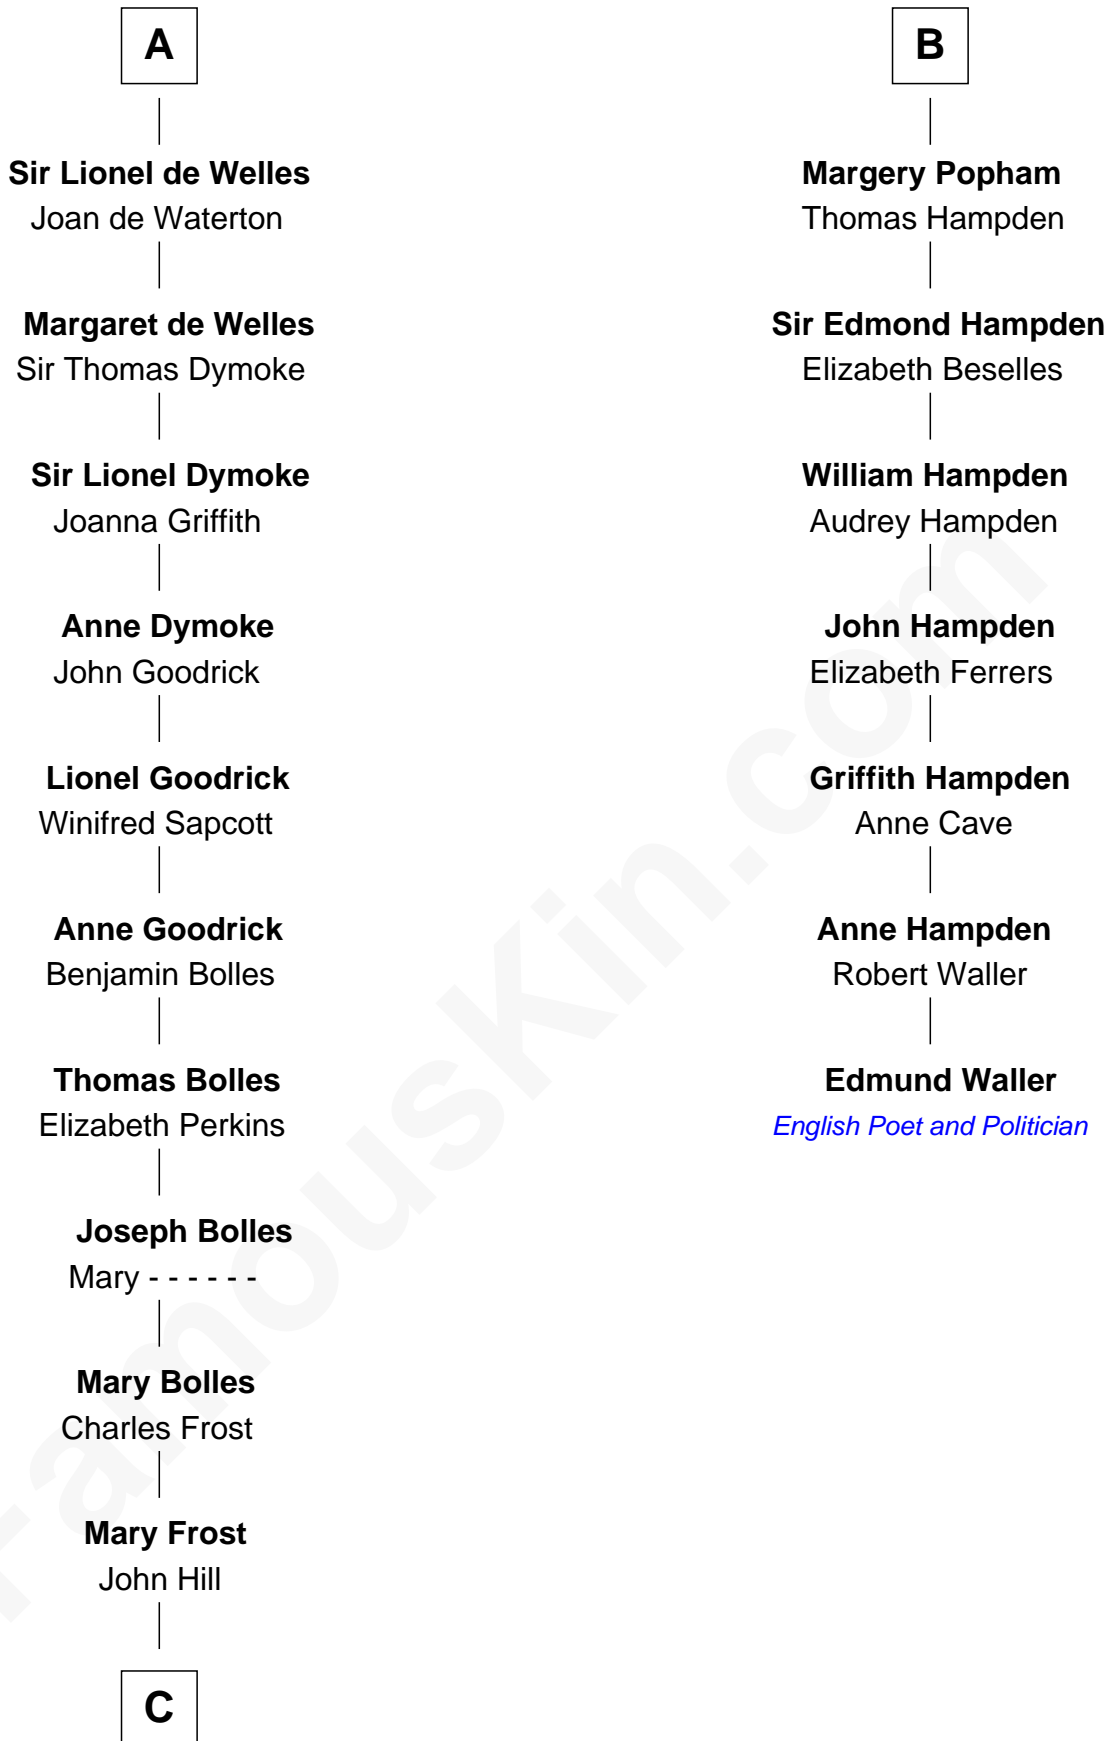 A
Sir Lionel de Welles
Joan de Waterton
Margaret de Welles
Sir Thomas Dymoke
Sir Lionel Dymoke
Joanna Griffith
Anne Dymoke
John Goodrick
Lionel Goodrick
Winifred Sapcott
Anne Goodrick
Benjamin Bolles
Thomas Bolles
Elizabeth Perkins
Joseph Bolles
Mary - - - - - -
Mary Bolles
Charles Frost
Mary Frost
John Hill
C
B
Margery Popham
Thomas Hampden
Sir Edmond Hampden
Elizabeth Beselles
William Hampden
Audrey Hampden
John Hampden
Elizabeth Ferrers
Griffith Hampden
Anne Cave
Anne Hampden
Robert Waller
Edmund Waller
English Poet and Politician
FamousKin.com